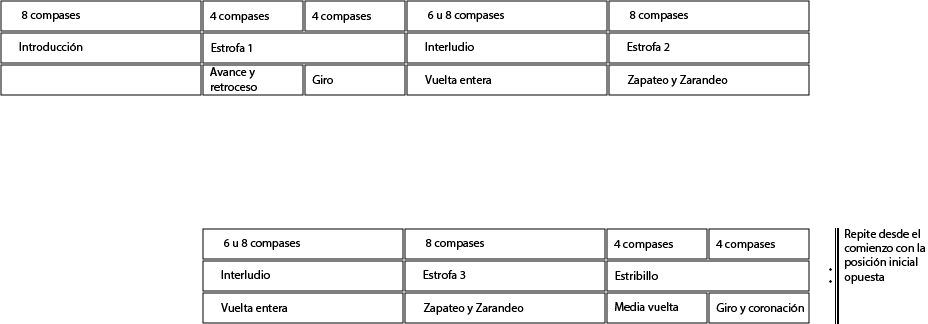 8 compases 4 compases 4 compases 6 u 8 compases 8 compases
Introducción Estrofa 1 Interludio Estrofa 2
Avance y retroceso Giro Vuelta entera Zapateo y Zarandeo
6 u 8 compases 8 compases 4 compases 4 compases
Interludio Estrofa 3 Estribillo
Vuelta entera Zapateo y Zarandeo Media vuelta Giro y coronación
Repite desde el
comienzo con la
posición inicial
opuesta